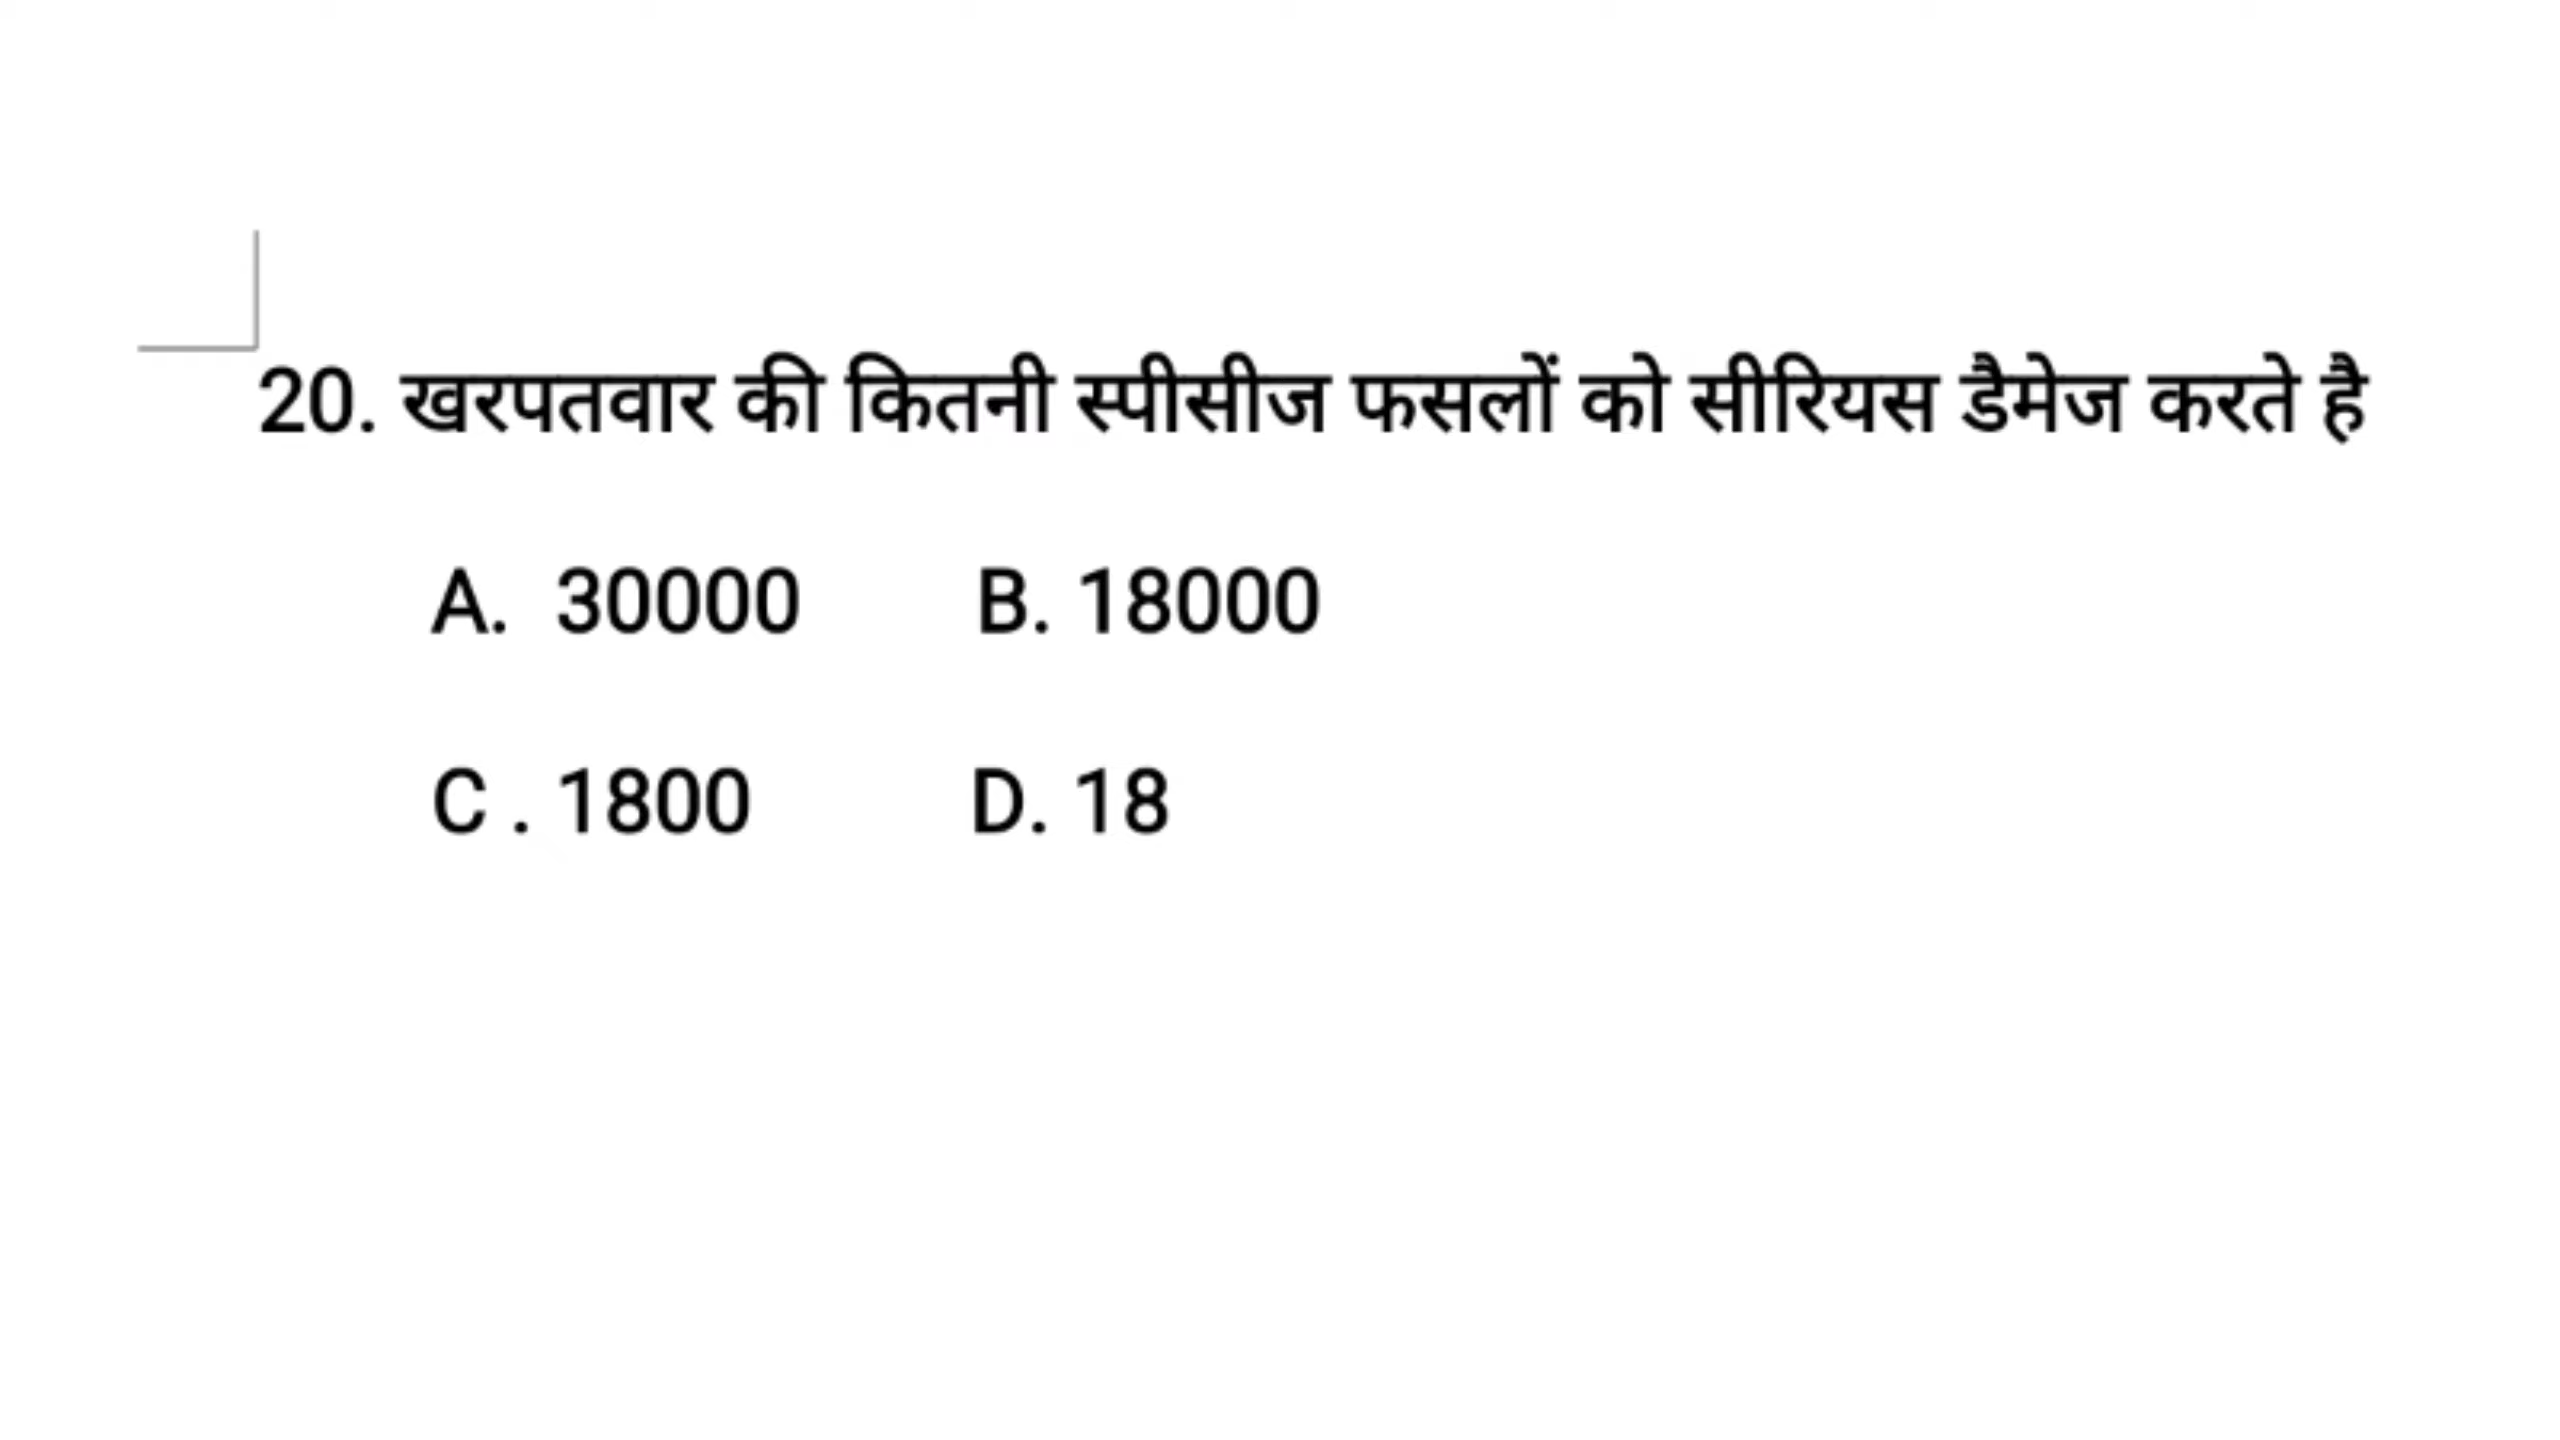 20. खरपतवार की कितनी स्पीसीज फसलों को सीरियस डैमेज करते है
A. 30000 B. 18000
C . 1800 D. 18